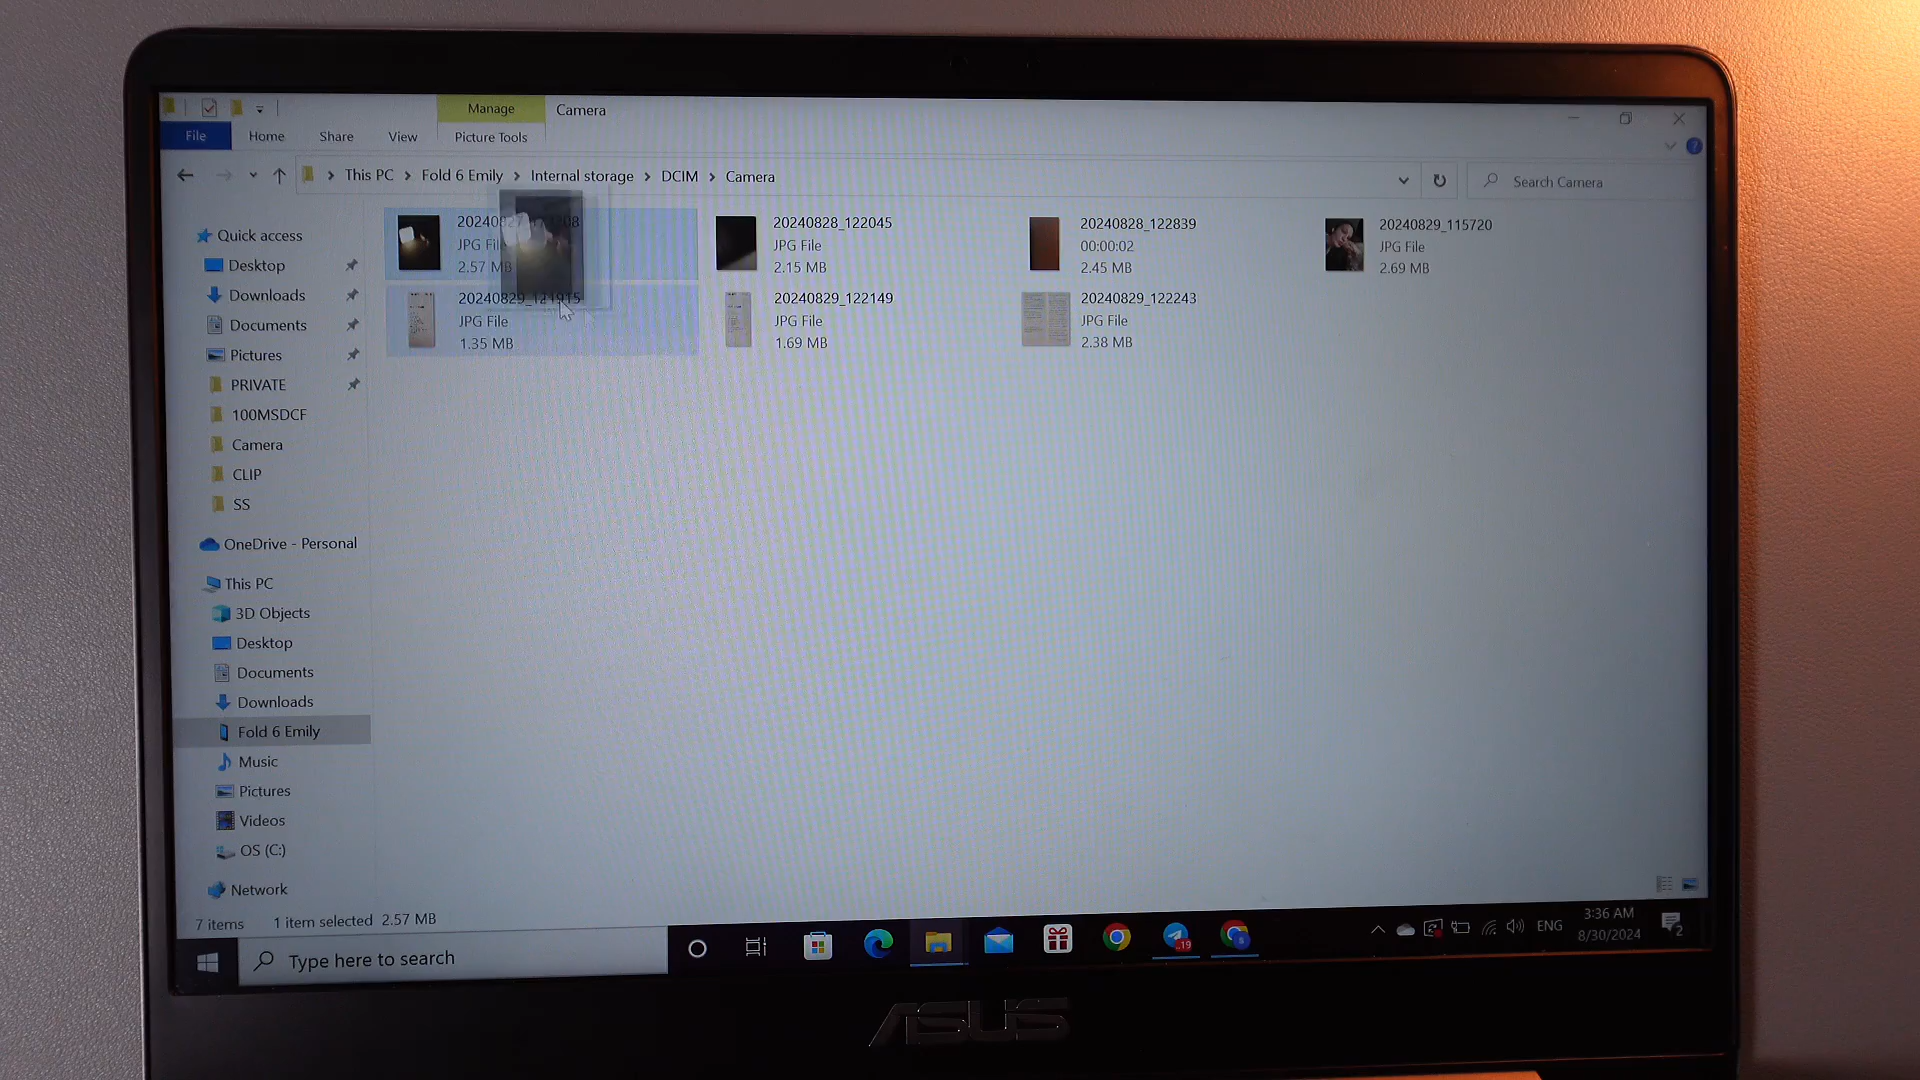 Manage Camera
File Home Share View Picture Tools
This PC Fold 6 Emily Internal storage DCIM Camera Search Camera
Quick access
Desktop
Downloads
Documents
Pictures
PRIVATE
100MSDCF
Camera
CLIP
SS
OneDrive - Personal
This PC
3D Objects
Desktop
Documents
Downloads
Fold 6 Emily
Music
Pictures
Videos
OS (C:)
Network
JPG
2.57 MB
20240828_122045
JPG File
2.15 MB
20240828_122839
00:00:02
2.45 MB
20240829_115720
JPG File
2.69 MB
20240829_121915
JPG File
1.35 MB
20240829_122149
JPG File
1.69 MB
20240829_122243
JPG File
2.38 MB
7 items 1 item selected 2.57 MB
Type here to search
19
ENG
3:36 AM
8/30/2024
2
ASUS